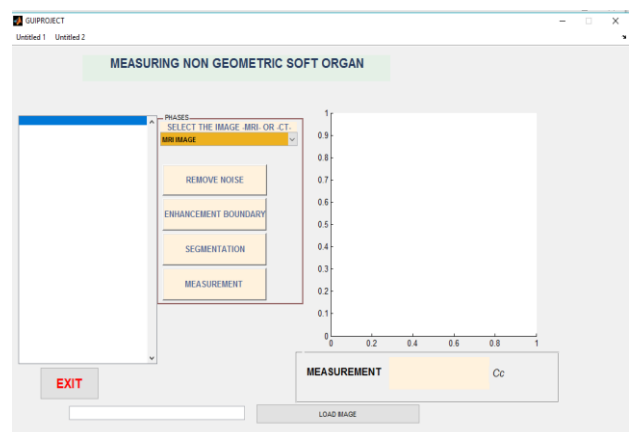 GUIPROJECT
Untitled 1 Untitled 2
MEASURING NON GEOMETRIC SOFT ORGAN
PHASES
SELECT THE IMAGE -MRI- OR -CT-
MRI IMAGE
REMOVE NOISE
ENHANCEMENT BOUNDARY
SEGMENTATION
MEASUREMENT
1
0.9
0.8
0.7
0.6
0.5
0.4
0.3
0.2
0.1
0
0 0.2 0.4 0.6 0.8 1
MEASUREMENT Cc
EXIT
LOAD IMAGE